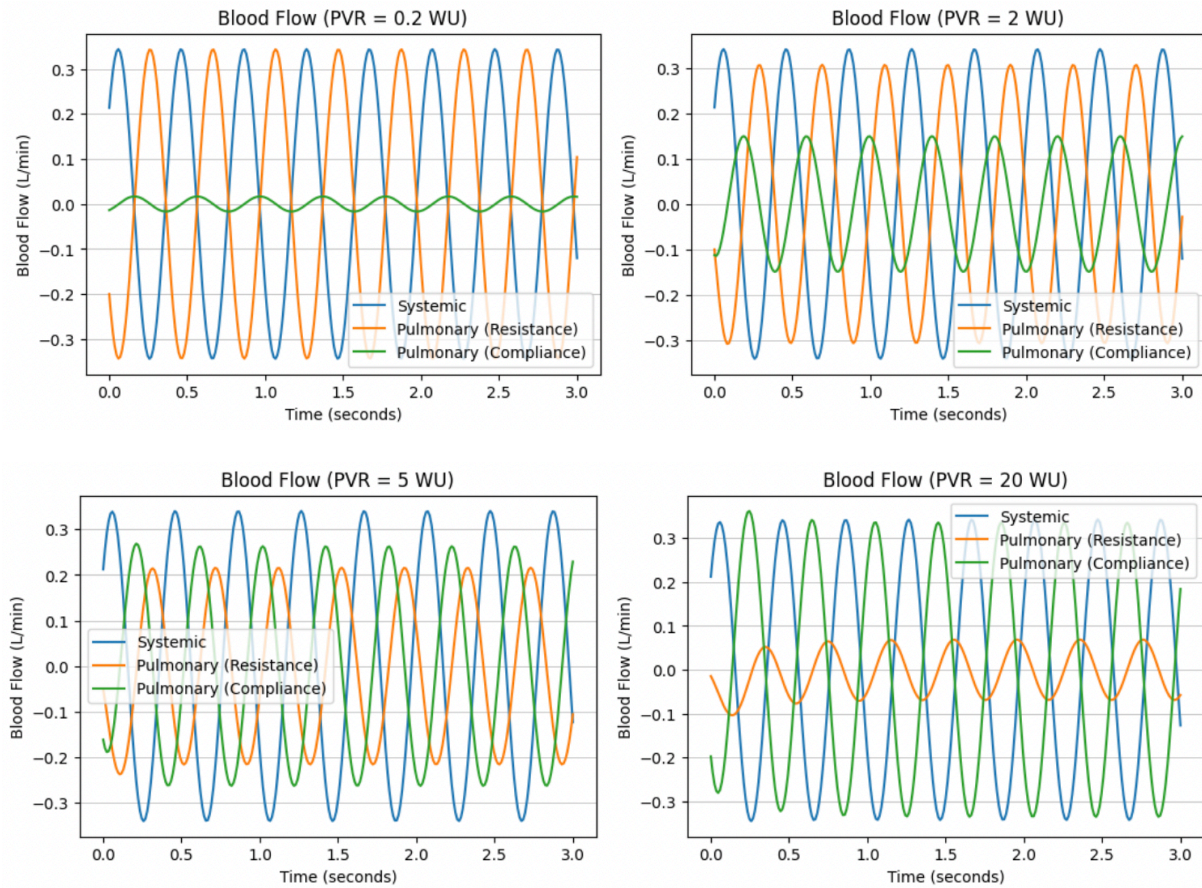 Blood Flow (PVR = 0.2 WU)
Blood Flow (L/min)
0.3
0.2
0.1
0.0
−0.1
−0.2
−0.3
Systemic
Pulmonary (Resistance)
Pulmonary (Compliance)
0.0 0.5 1.0 1.5 2.0 2.5 3.0
Time (seconds)
Blood Flow (PVR = 2 WU)
Blood Flow (L/min)
0.3
0.2
0.1
0.0
−0.1
−0.2
−0.3
Systemic
Pulmonary (Resistance)
Pulmonary (Compliance)
0.0 0.5 1.0 1.5 2.0 2.5 3.0
Time (seconds)
Blood Flow (PVR = 5 WU)
Blood Flow (L/min)
0.3
0.2
0.1
0.0
−0.1
−0.2
−0.3
Systemic
Pulmonary (Resistance)
Pulmonary (Compliance)
0.0 0.5 1.0 1.5 2.0 2.5 3.0
Time (seconds)
Blood Flow (PVR = 20 WU)
Blood Flow (L/min)
Systemic
Pulmonary (Resistance)
Pulmonary (Compliance)
0.3
0.2
0.1
0.0
−0.1
−0.2
−0.3
0.0 0.5 1.0 1.5 2.0 2.5 3.0
Time (seconds)